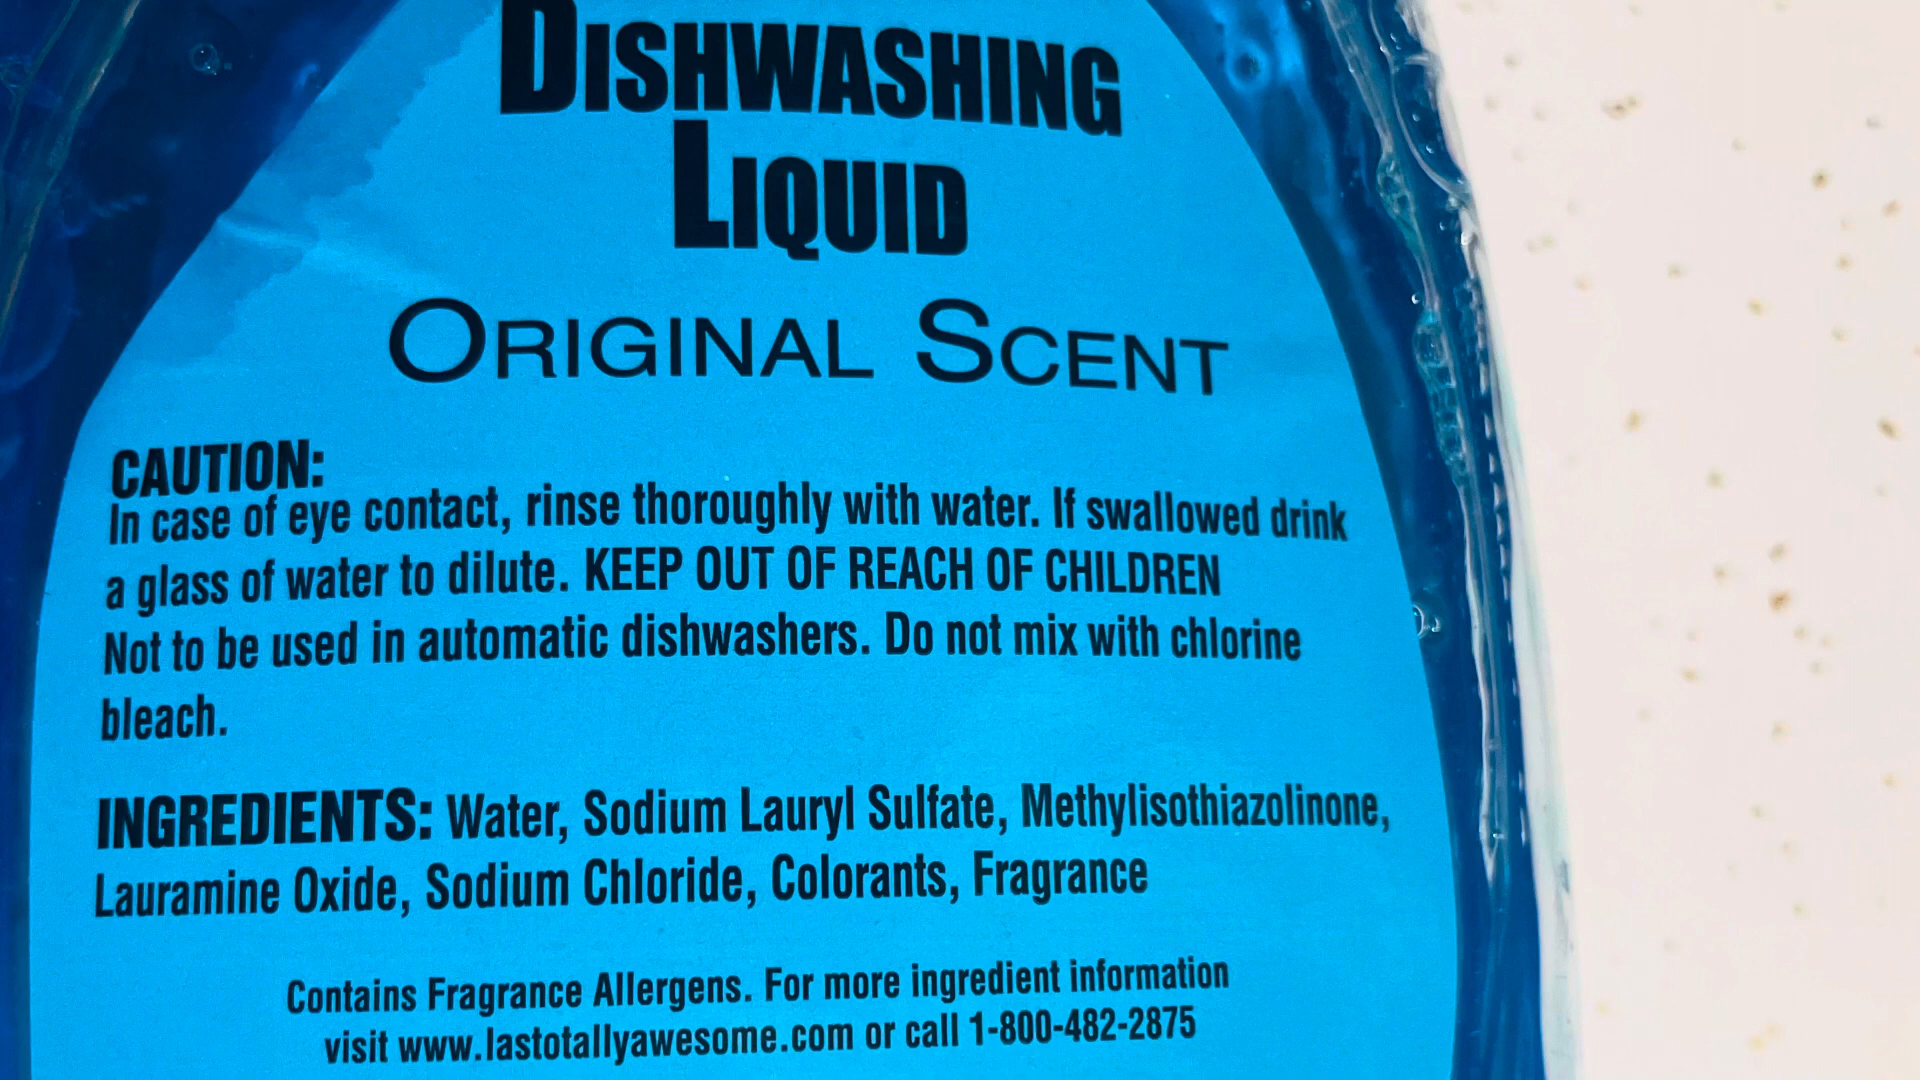 DISHWASHING
LIQUID
ORIGINAL SCENT
CAUTION:
In case of eye contact, rinse thoroughly with water. If swallowed drink
a glass of water to dilute. KEEP OUT OF REACH OF CHILDREN
Not to be used in automatic dishwashers. Do not mix with chlorine
bleach.
INGREDIENTS: Water, Sodium Lauryl Sulfate, Methylisothiazolinone,
Lauramine Oxide, Sodium Chloride, Colorants, Fragrance
Contains Fragrance Allergens. For more ingredient information
visit www.lastotallyawesome.com or call 1-800-482-2875